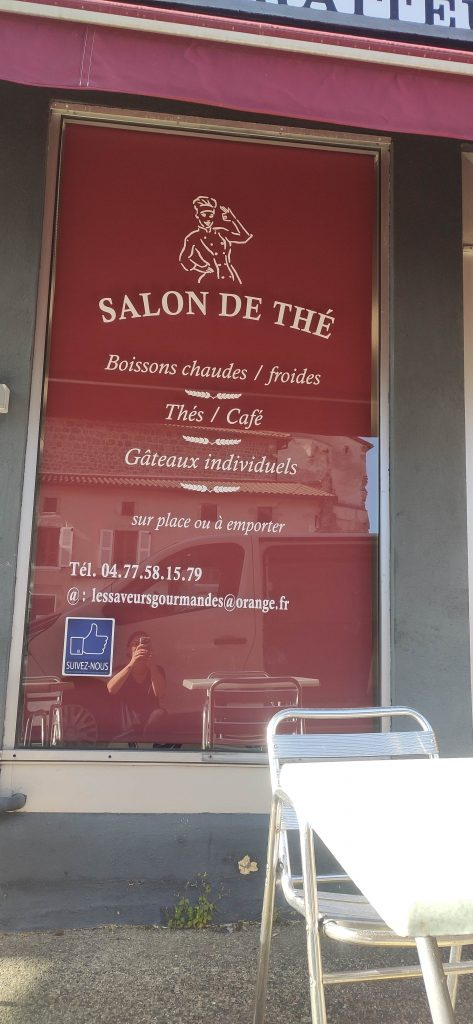 SALON DE THÉ
Boissons chaudes / froides
Thés / Café
Gâteaux individuels
sur place ou à emporter
Tél. 04.77.58.15.79
@ : lessaveursgourmandes@orange.fr
SUIVEZ-NOUS